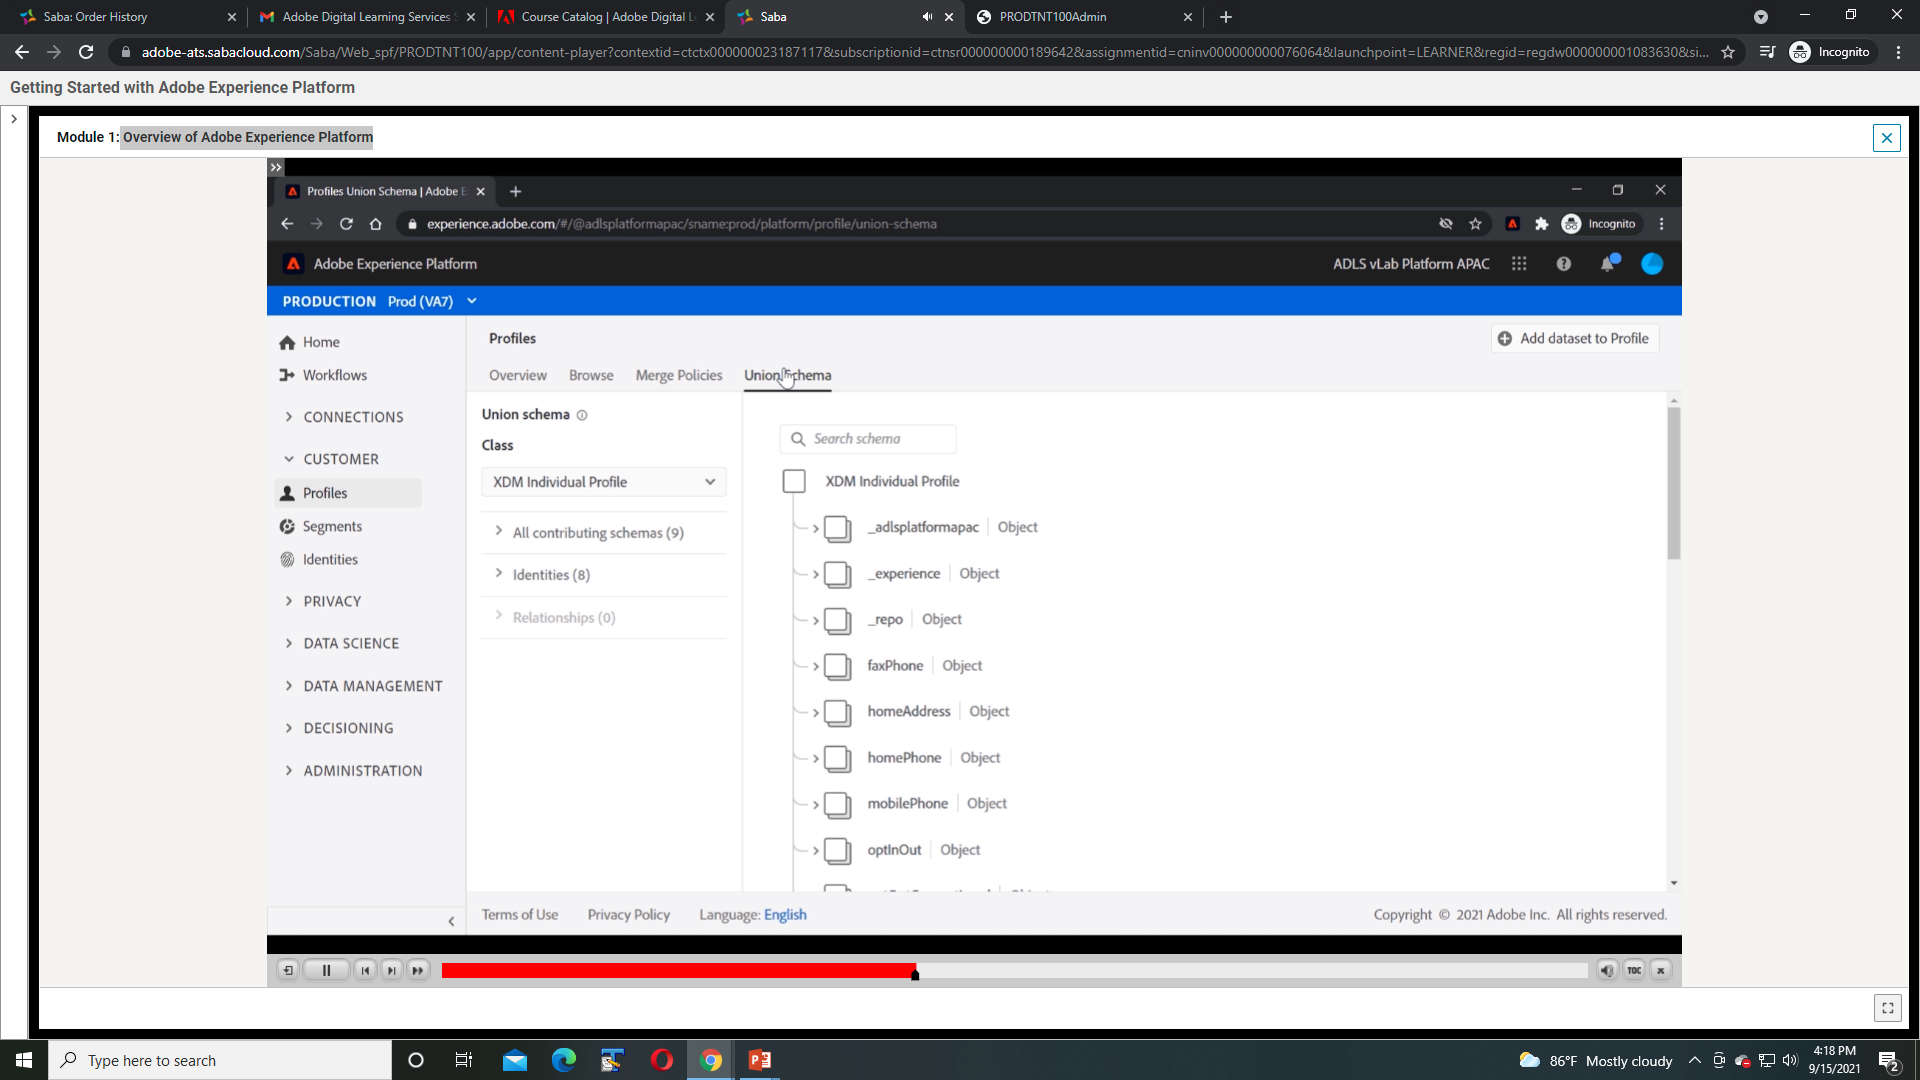 Saba: Order History
Adobe Digital Learning Services
Course Catalog | Adobe Digital L
Saba
PRODTNT100Admin
adobe-ats.sabacloud.com/Saba/Web_spf/PRODTNT100/app/content-player?contextid=ctctx000000023187117&subscriptionid=ctnsr000000000189642&assignmentid=cninv000000000076064&launchpoint=LEARNER&regid=regdw000000001083630&si...
Incognito
Getting Started with Adobe Experience Platform
Module 1: Overview of Adobe Experience Platform
Profiles Union Schema | Adobe E
experience.adobe.com/#/@adlsplatformapac/sname:prod/platform/profile/union-schema
Incognito
Adobe Experience Platform
ADLS vLab Platform APAC
PRODUCTION Prod (VA7)
Home
Workflows
CONNECTIONS
CUSTOMER
Profiles
Segments
Identities
PRIVACY
DATA SCIENCE
DATA MANAGEMENT
DECISIONING
ADMINISTRATION
Profiles
Add dataset to Profile
Overview Browse Merge Policies Union Schema
Union schema
Class
XDM Individual Profile
All contributing schemas (9)
Identities (8)
Relationships (0)
Search schema
XDM Individual Profile
_adlsplatformapac Object
_experience Object
_repo Object
faxPhone Object
homeAddress Object
homePhone Object
mobilePhone Object
optInOut Object
Terms of Use Privacy Policy Language: English
Copyright © 2021 Adobe Inc. All rights reserved.
TOC
Type here to search
86°F Mostly cloudy
4:18 PM
9/15/2021
2